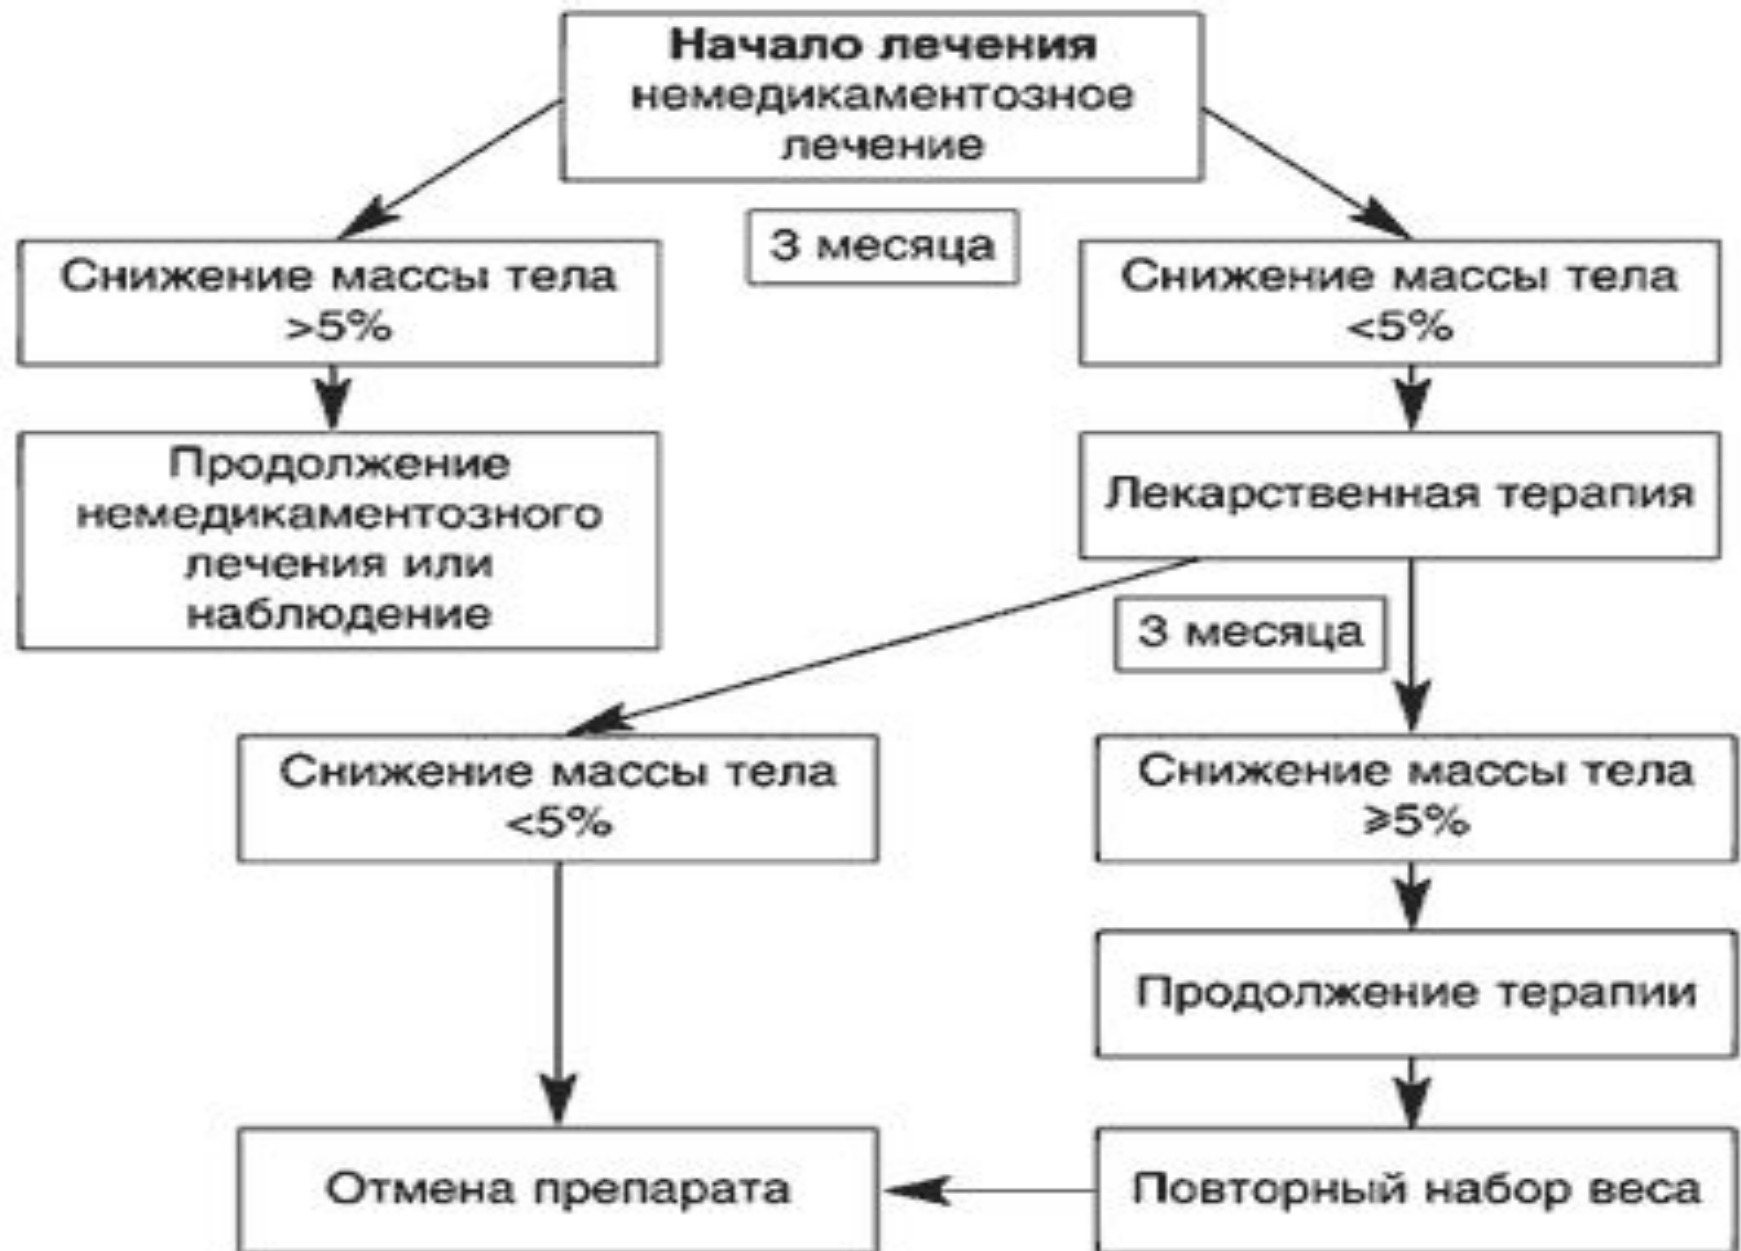 Начало лечения
немедикаментозное
лечение
3 месяца
Снижение массы тела
>5%
Снижение массы тела
<5%
Продолжение
немедикаментозного
лечения или
наблюдение
Лекарственная терапия
3 месяца
Снижение массы тела
<5%
Снижение массы тела
⩾5%
Продолжение терапии
Отмена препарата
Повторный набор веса